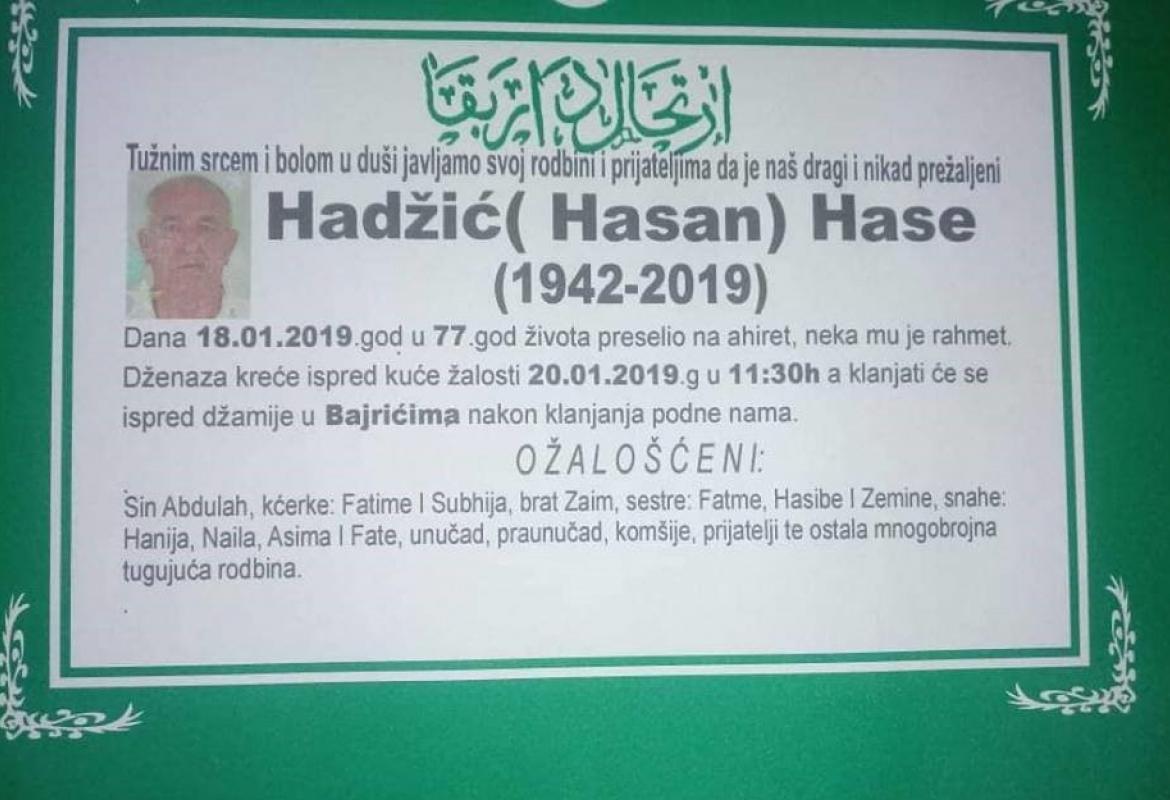 ارتحال دار بقا
Tužnim srcem i bolom u duši javljamo svoj rodbini i prijateljima da je naš dragi i nikad prežaljeni
Hadžić( Hasan) Hase
(1942-2019)
Dana 18.01.2019.god u 77.god života preselio na ahiret, neka mu je rahmet.
Dženaza kreće ispred kuće žalosti 20.01.2019.g u 11:30h a klanjati će se
ispred džamije u Bajrićima nakon klanjanja podne nama.
OŽALOŠĆENI:
Sin Abdulah, kćerke: Fatime I Subhija, brat Zaim, sestre: Fatme, Hasibe I Zemine, snahe:
Hanija, Naila, Asima I Fate, unučad, praunučad, komšije, prijatelji te ostala mnogobrojna
tugujuća rodbina.